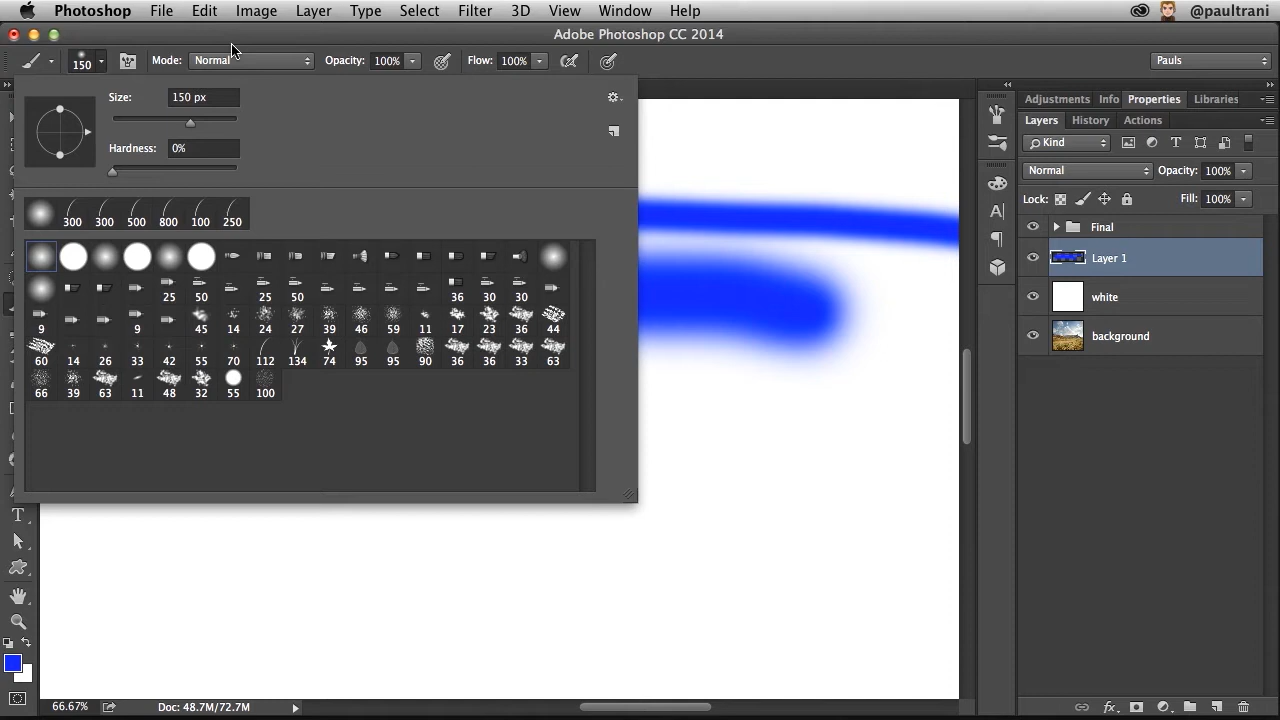 Photoshop File Edit Image Layer Type Select Filter 3D View Window Help @paultrani
Adobe Photoshop CC 2014
150 Mode: Normal Opacity: 100% Flow: 100% Pauls
Size: 150 px
Hardness: 0%
300 300 500 800 100 250
25 50 25 50 36 30 30
9 9 45 14 24 27 39 46 59 11 17 23 36 44
60 14 26 33 42 55 70 112 134 74 95 95 90 36 36 33 63
66 39 63 11 48 32 55 100
Adjustments Info Properties Libraries
Layers History Actions
Kind
Normal Opacity: 100%
Lock: Fill: 100%
Final
Layer 1
white
background
66.67% Doc: 48.7M/72.7M